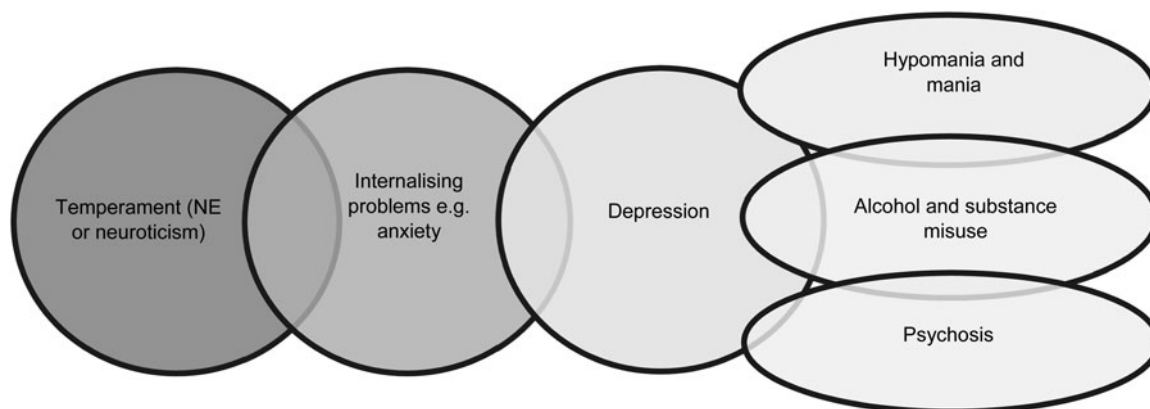 Temperament (NE
or neuroticism)
Internalising
problems e.g.
anxiety
Depression
Hypomania and
mania
Alcohol and substance
misuse
Psychosis